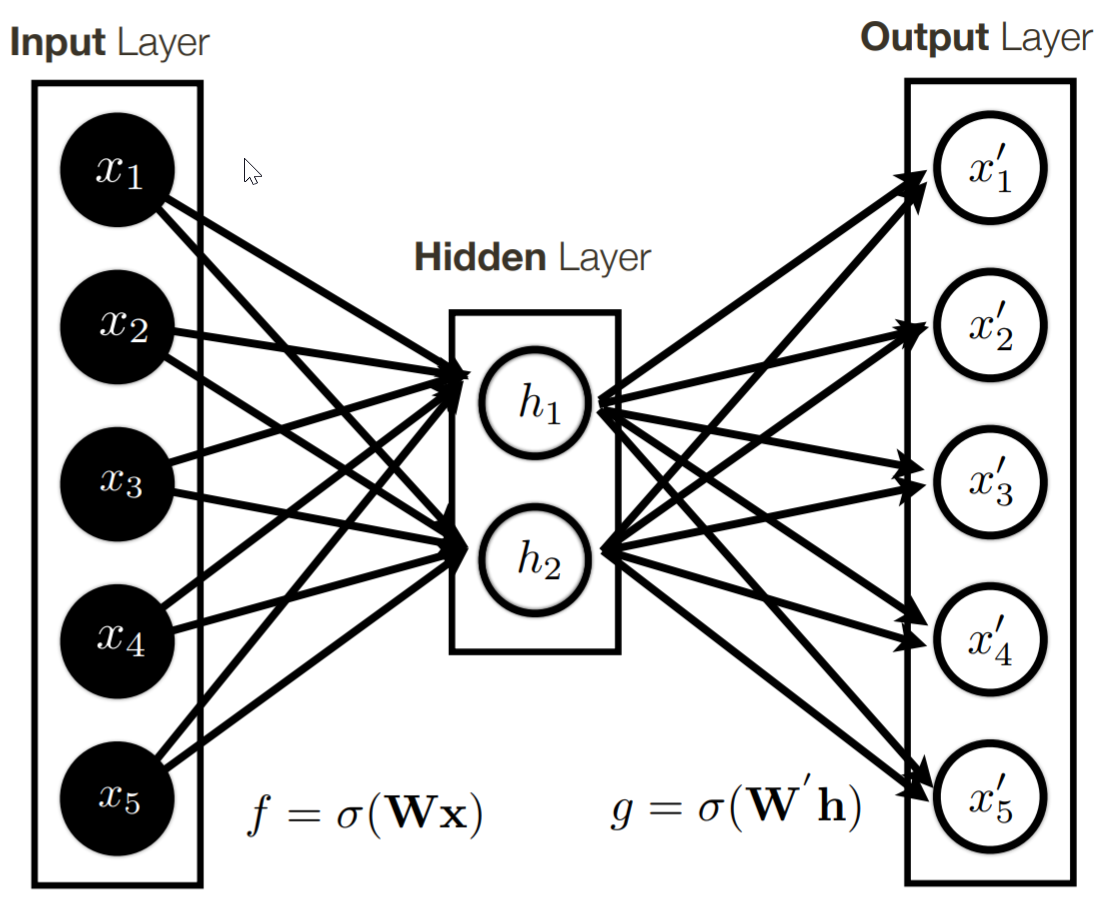 Input Layer
x₁
x₂
x₃
x₄
x₅
Hidden Layer
h₁
h₂
Output Layer
x′₁
x′₂
x′₃
x′₄
x′₅
f = σ(Wx)
g = σ(W′h)